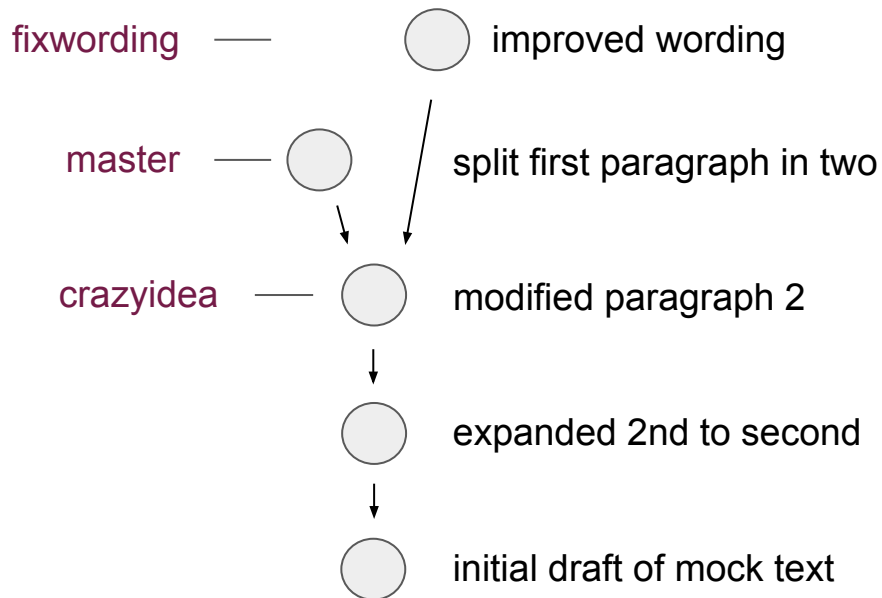 fixwording improved wording
master split first paragraph in two
crazyidea modified paragraph 2
expanded 2nd to second
initial draft of mock text